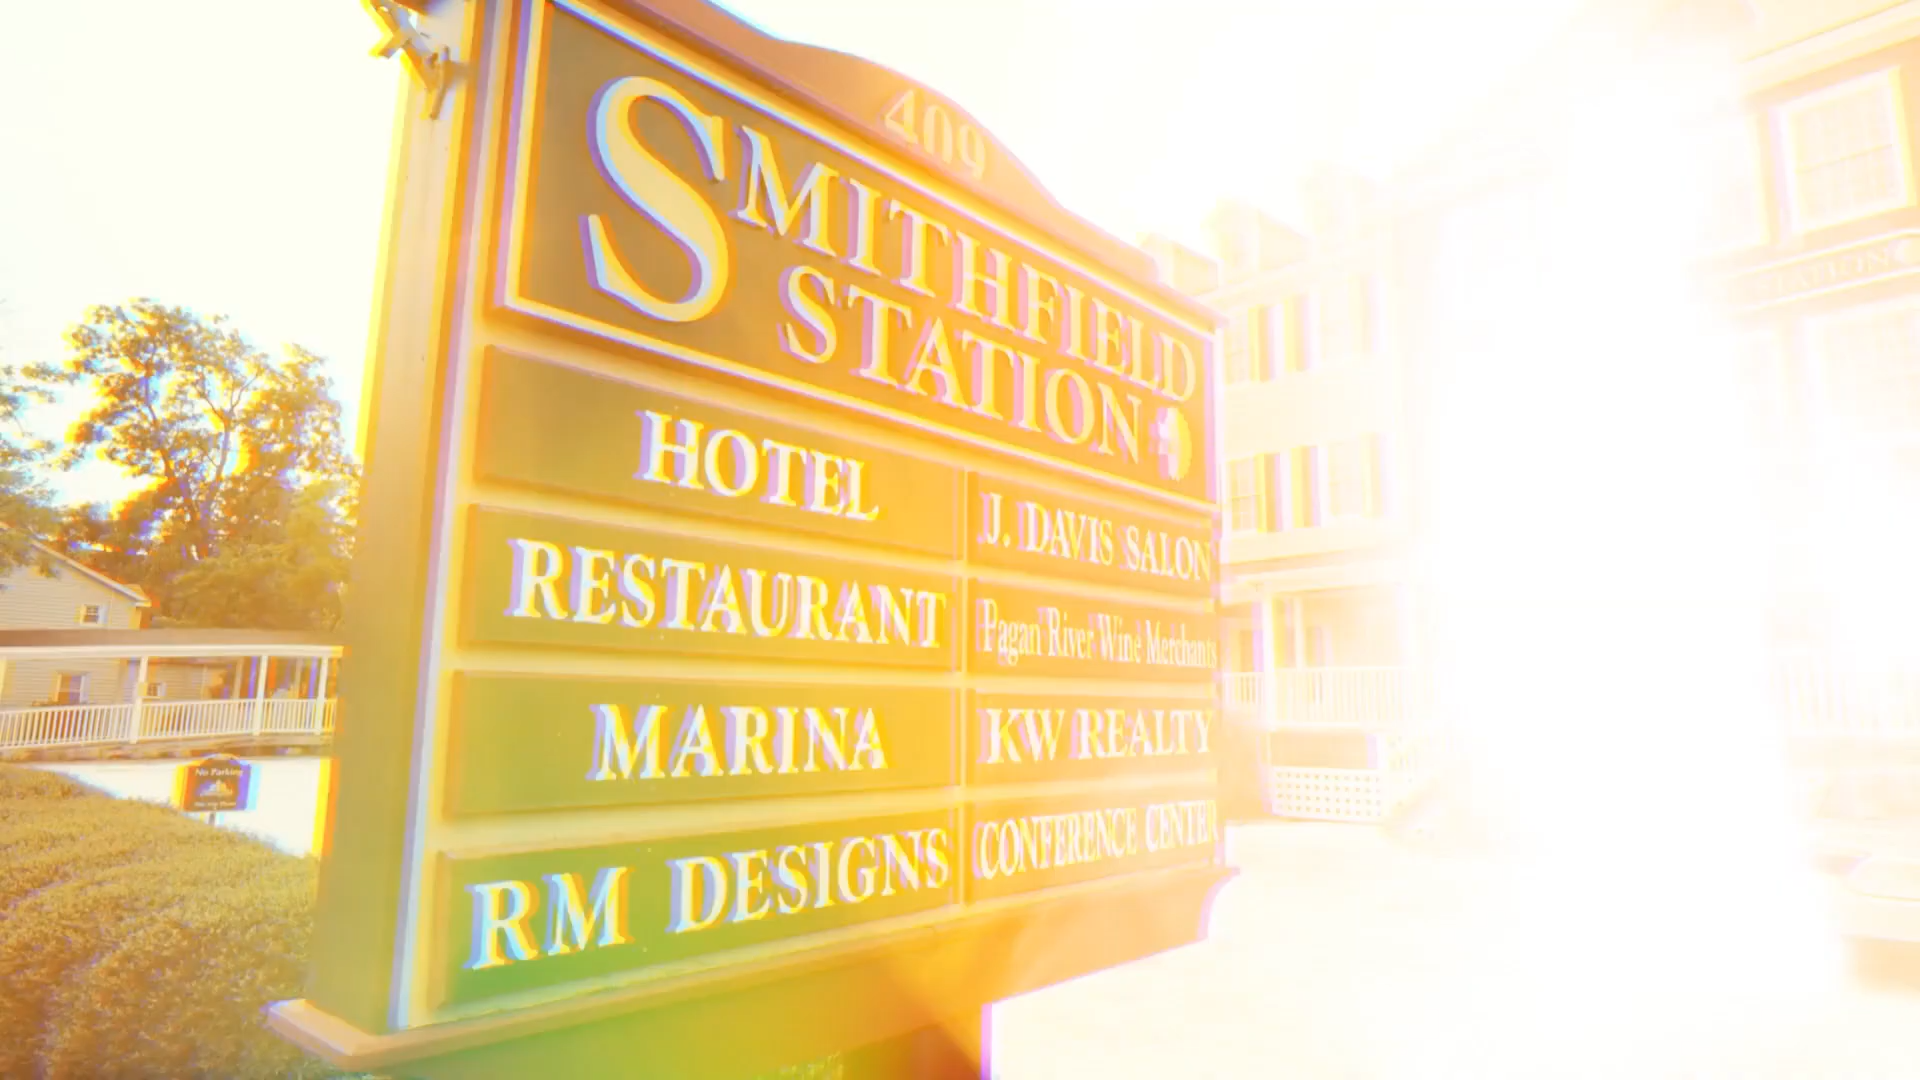 409
SMITHFIELD
STATION
HOTEL
J. DAVIS SALON
RESTAURANT
Pagan River Wine Merchants
MARINA
KW REALTY
RM DESIGNS
CONFERENCE CENTER
No Parking
STATION